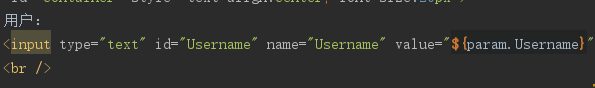 用户：
<input type="text" id="Username" name="Username" value="${param.Username}"
<br />